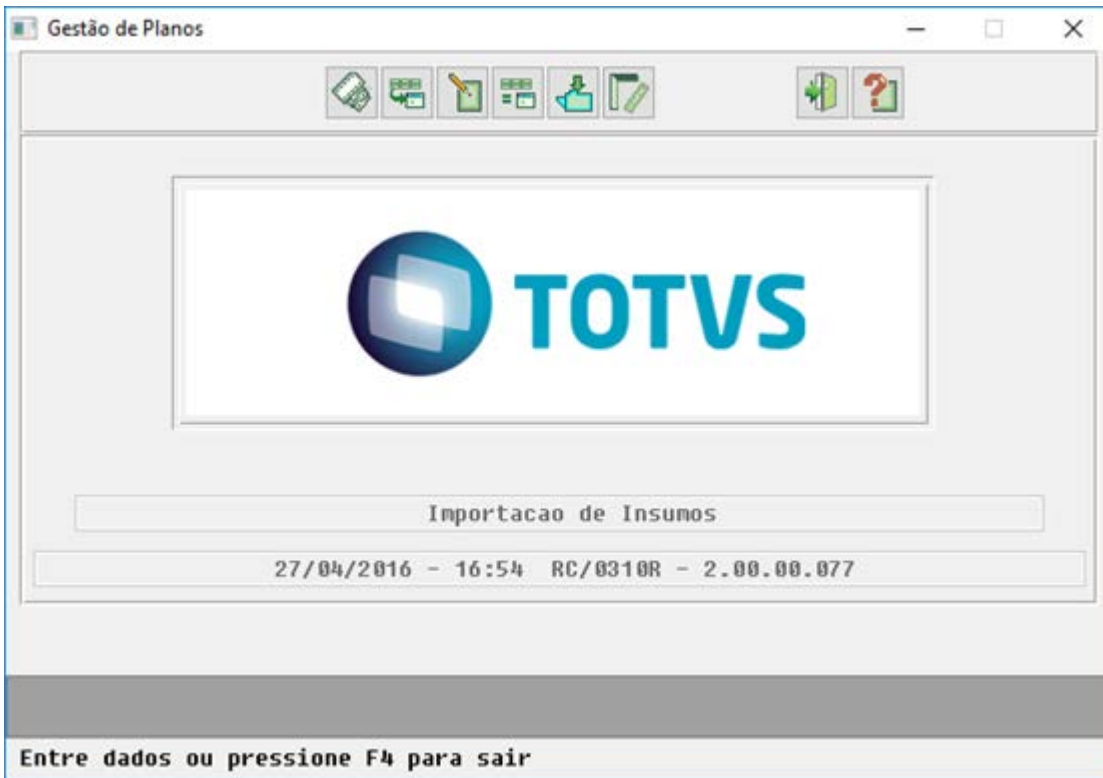 Gestão de Planos
TOTVS
Importacao de Insumos
27/04/2016 - 16:54 RC/0310R - 2.00.00.077
Entre dados ou pressione F4 para sair